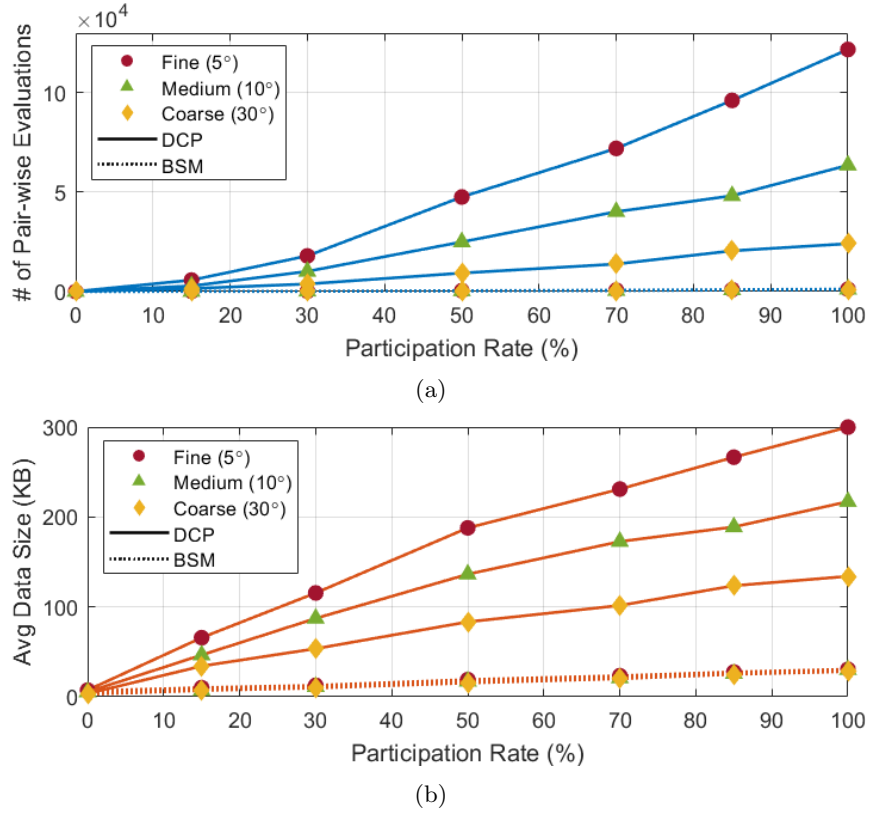 × 10^4
# of Pair-wise Evaluations
10
5
0
Fine (5°)
Medium (10°)
Coarse (30°)
DCP
BSM
0 10 20 30 40 50 60 70 80 90 100
Participation Rate (%)
(a)
Avg Data Size (KB)
300
200
100
0
Fine (5°)
Medium (10°)
Coarse (30°)
DCP
BSM
0 10 20 30 40 50 60 70 80 90 100
Participation Rate (%)
(b)